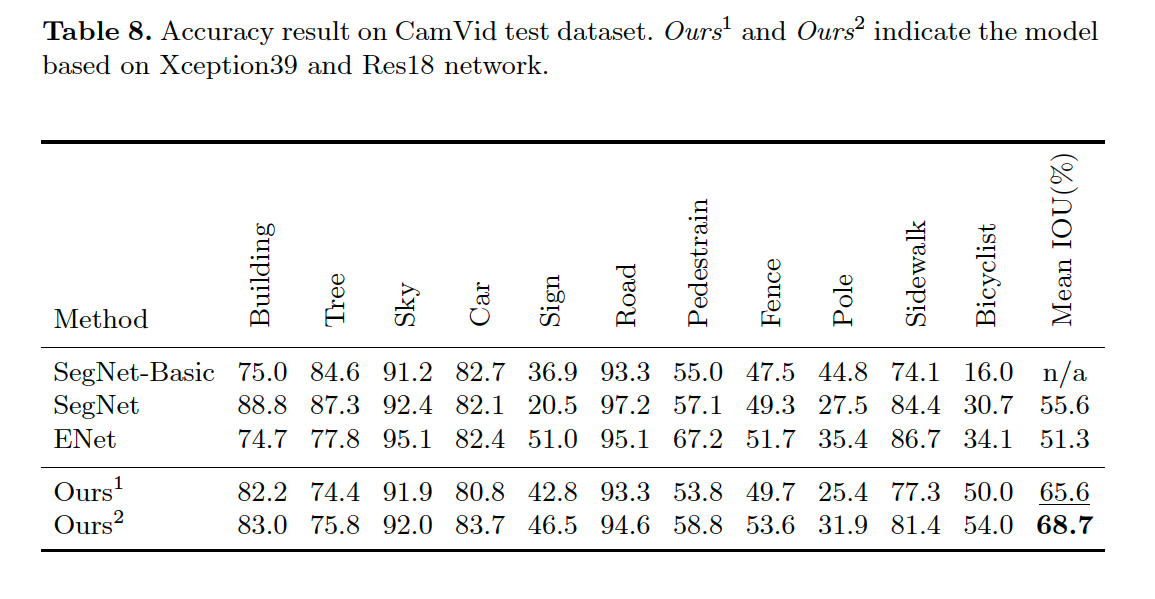 Table 8. Accuracy result on CamVid test dataset. Ours¹ and Ours² indicate the model
based on Xception39 and Res18 network.
Method Building Tree Sky Car Sign Road Pedestrain Fence Pole Sidewalk Bicyclist Mean IOU(%)
SegNet-Basic 75.0 84.6 91.2 82.7 36.9 93.3 55.0 47.5 44.8 74.1 16.0 n/a
SegNet 88.8 87.3 92.4 82.1 20.5 97.2 57.1 49.3 27.5 84.4 30.7 55.6
ENet 74.7 77.8 95.1 82.4 51.0 95.1 67.2 51.7 35.4 86.7 34.1 51.3
Ours¹ 82.2 74.4 91.9 80.8 42.8 93.3 53.8 49.7 25.4 77.3 50.0 65.6
Ours² 83.0 75.8 92.0 83.7 46.5 94.6 58.8 53.6 31.9 81.4 54.0 68.7